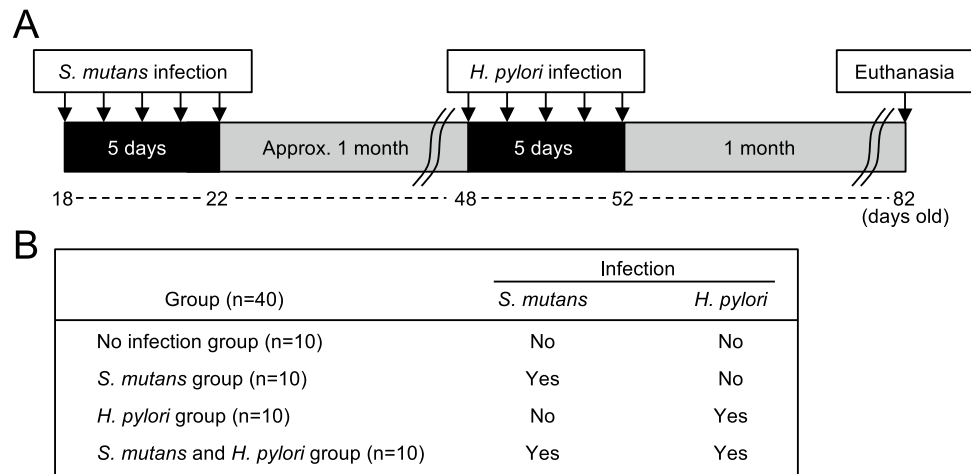 A
S. mutans infection
H. pylori infection
Euthanasia
5 days
Approx. 1 month
5 days
1 month
18
22
48
52
82
(days old)
B
Infection
Group (n=40)
S. mutans
H. pylori
No infection group (n=10)
No
No
S. mutans group (n=10)
Yes
No
H. pylori group (n=10)
No
Yes
S. mutans and H. pylori group (n=10)
Yes
Yes